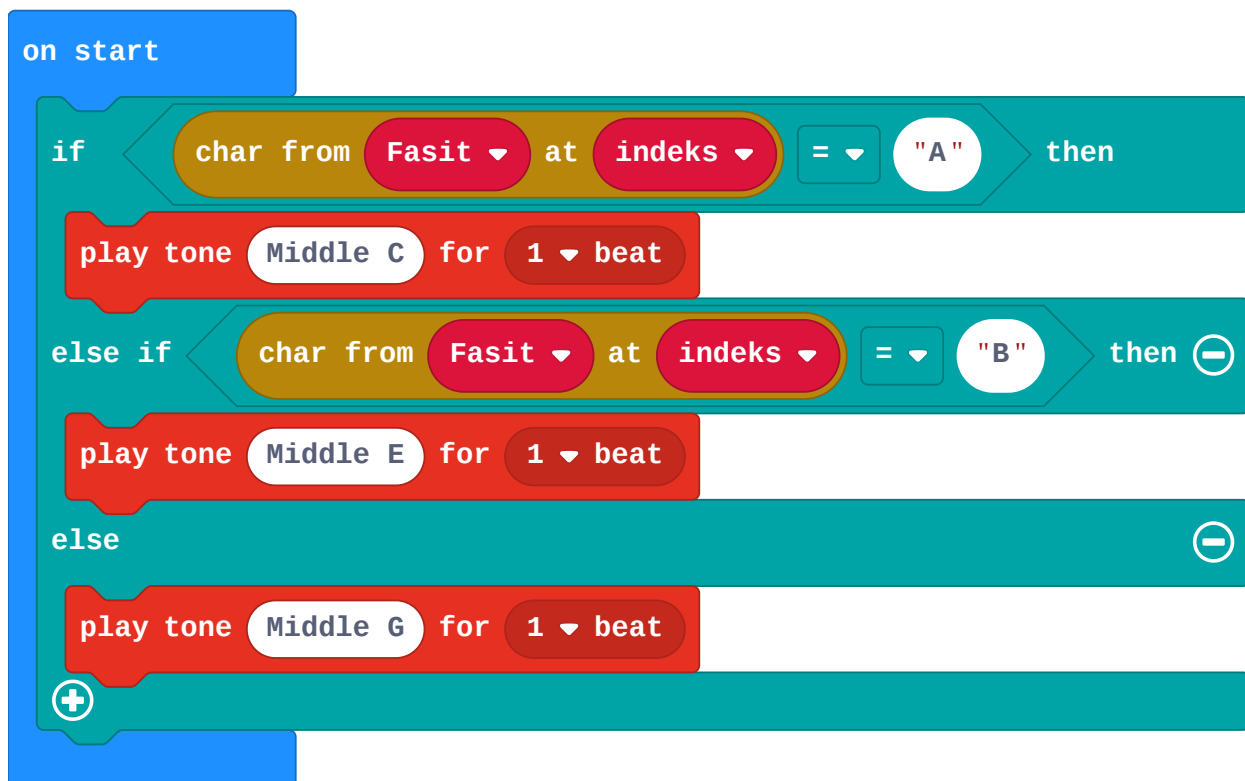 on start
if char from Fasit at indeks = "A" then
play tone Middle C for 1 beat
else if char from Fasit at indeks = "B" then
play tone Middle E for 1 beat
else
play tone Middle G for 1 beat